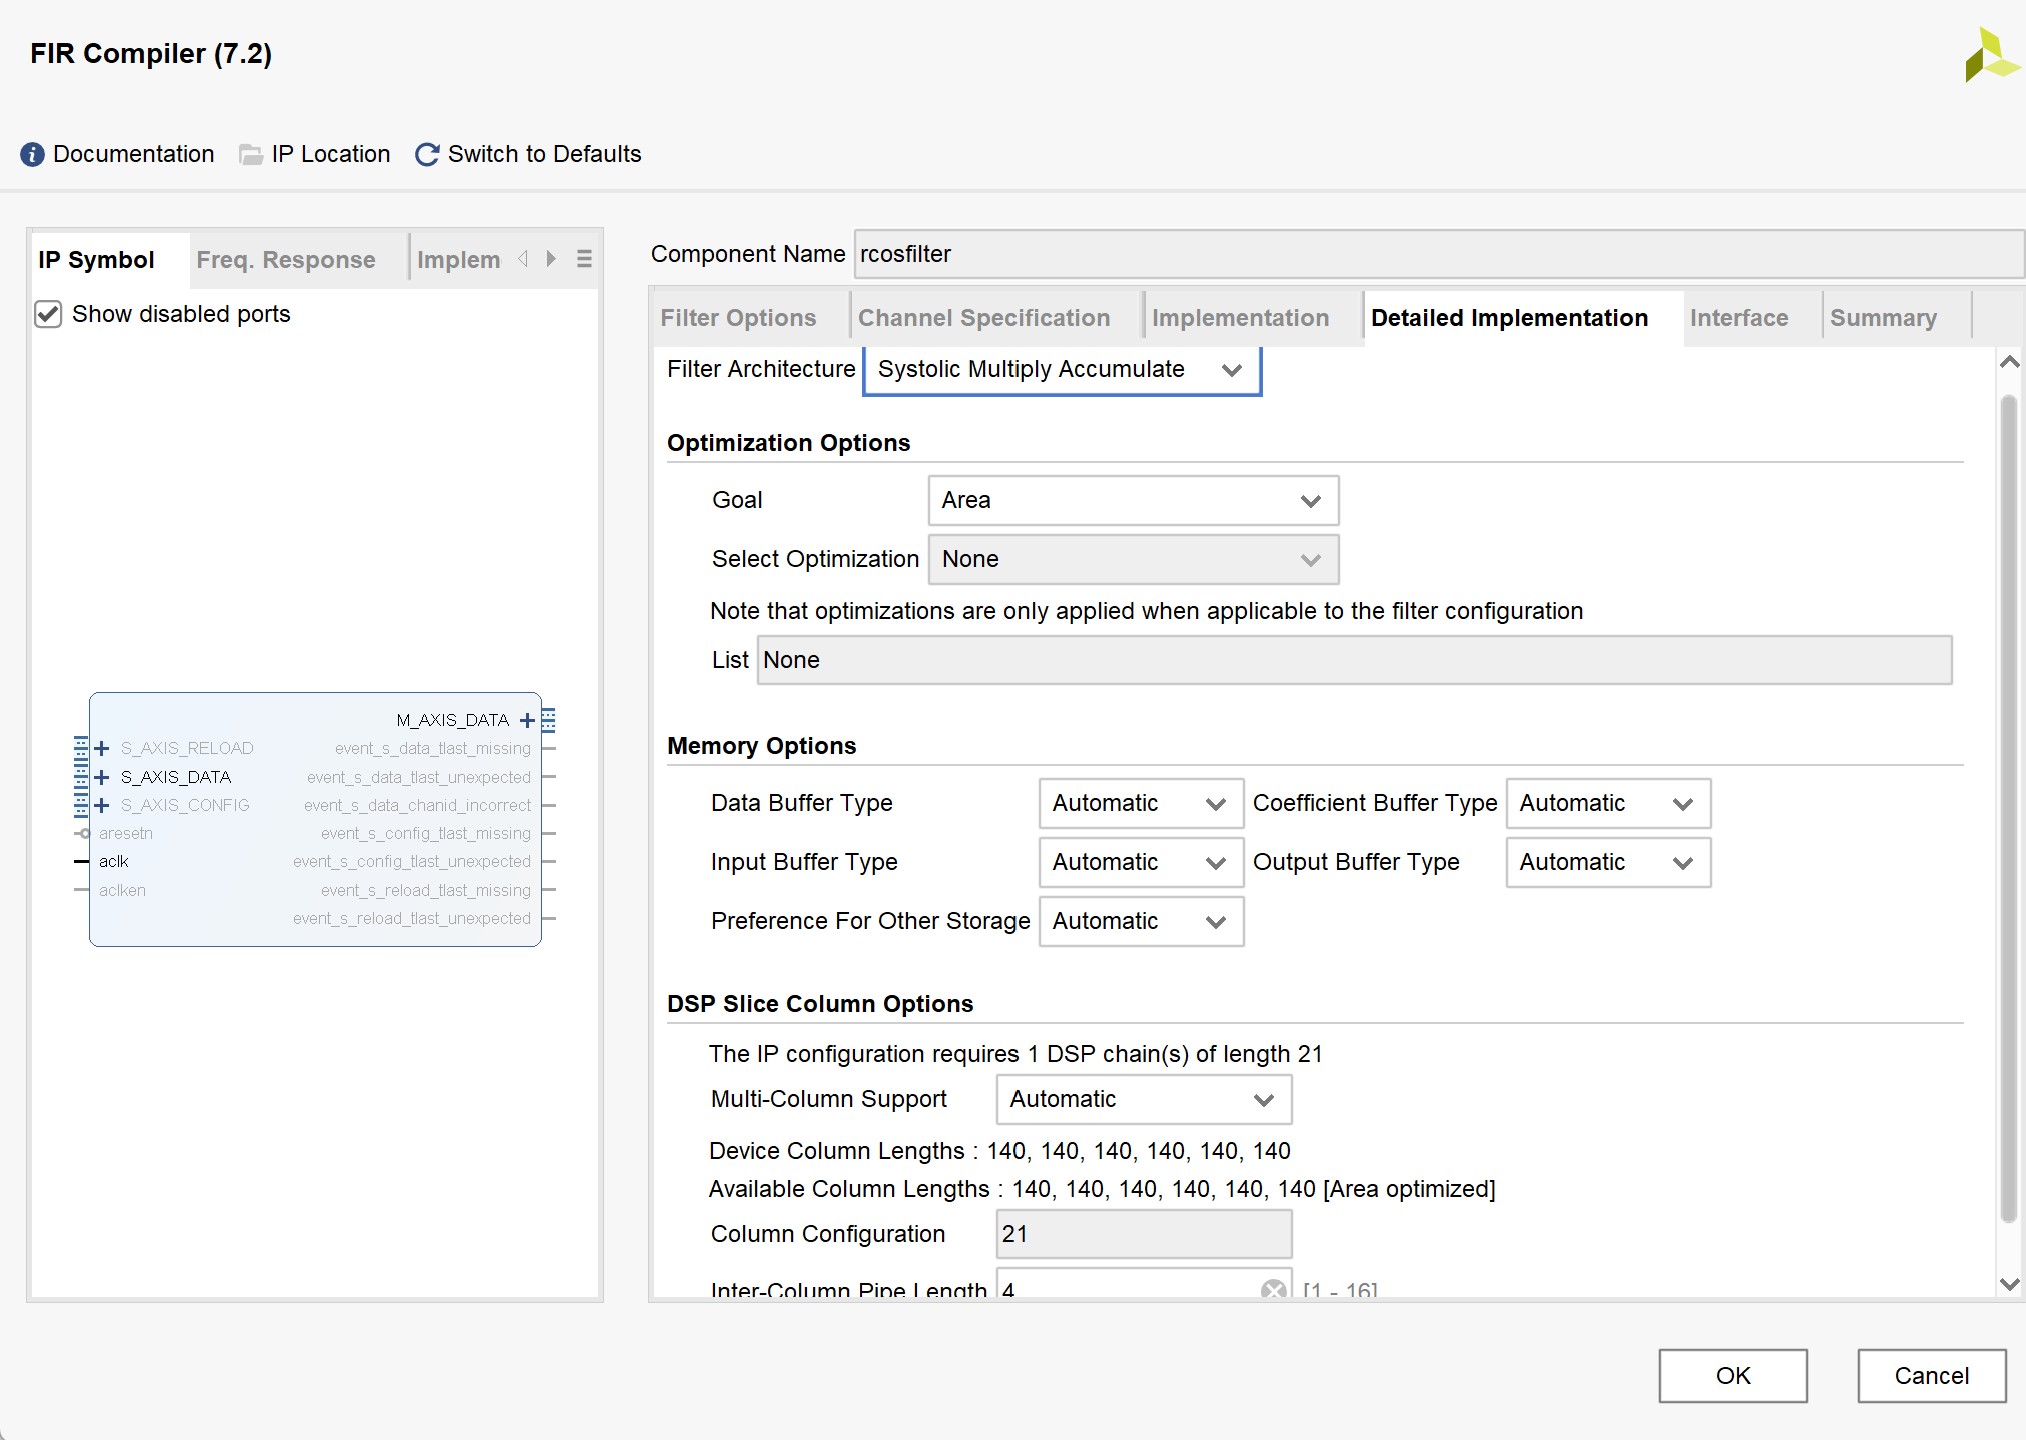 FIR Compiler (7.2)
Documentation IP Location Switch to Defaults
IP Symbol Freq. Response Implem
Show disabled ports
M_AXIS_DATA
S_AXIS_RELOAD event_s_data_tlast_missing
S_AXIS_DATA event_s_data_tlast_unexpected
S_AXIS_CONFIG event_s_data_chanid_incorrect
aresetn event_s_config_tlast_missing
aclk event_s_config_tlast_unexpected
aclken event_s_reload_tlast_missing
event_s_reload_tlast_unexpected
Component Name rcosfilter
Filter Options Channel Specification Implementation Detailed Implementation Interface Summary
Filter Architecture Systolic Multiply Accumulate
Optimization Options
Goal Area
Select Optimization None
Note that optimizations are only applied when applicable to the filter configuration
List None
Memory Options
Data Buffer Type Automatic Coefficient Buffer Type Automatic
Input Buffer Type Automatic Output Buffer Type Automatic
Preference For Other Storage Automatic
DSP Slice Column Options
The IP configuration requires 1 DSP chain(s) of length 21
Multi-Column Support Automatic
Device Column Lengths : 140, 140, 140, 140, 140, 140
Available Column Lengths : 140, 140, 140, 140, 140, 140 [Area optimized]
Column Configuration 21
Inter-Column Pipe Length 4 [1 - 16]
OK Cancel